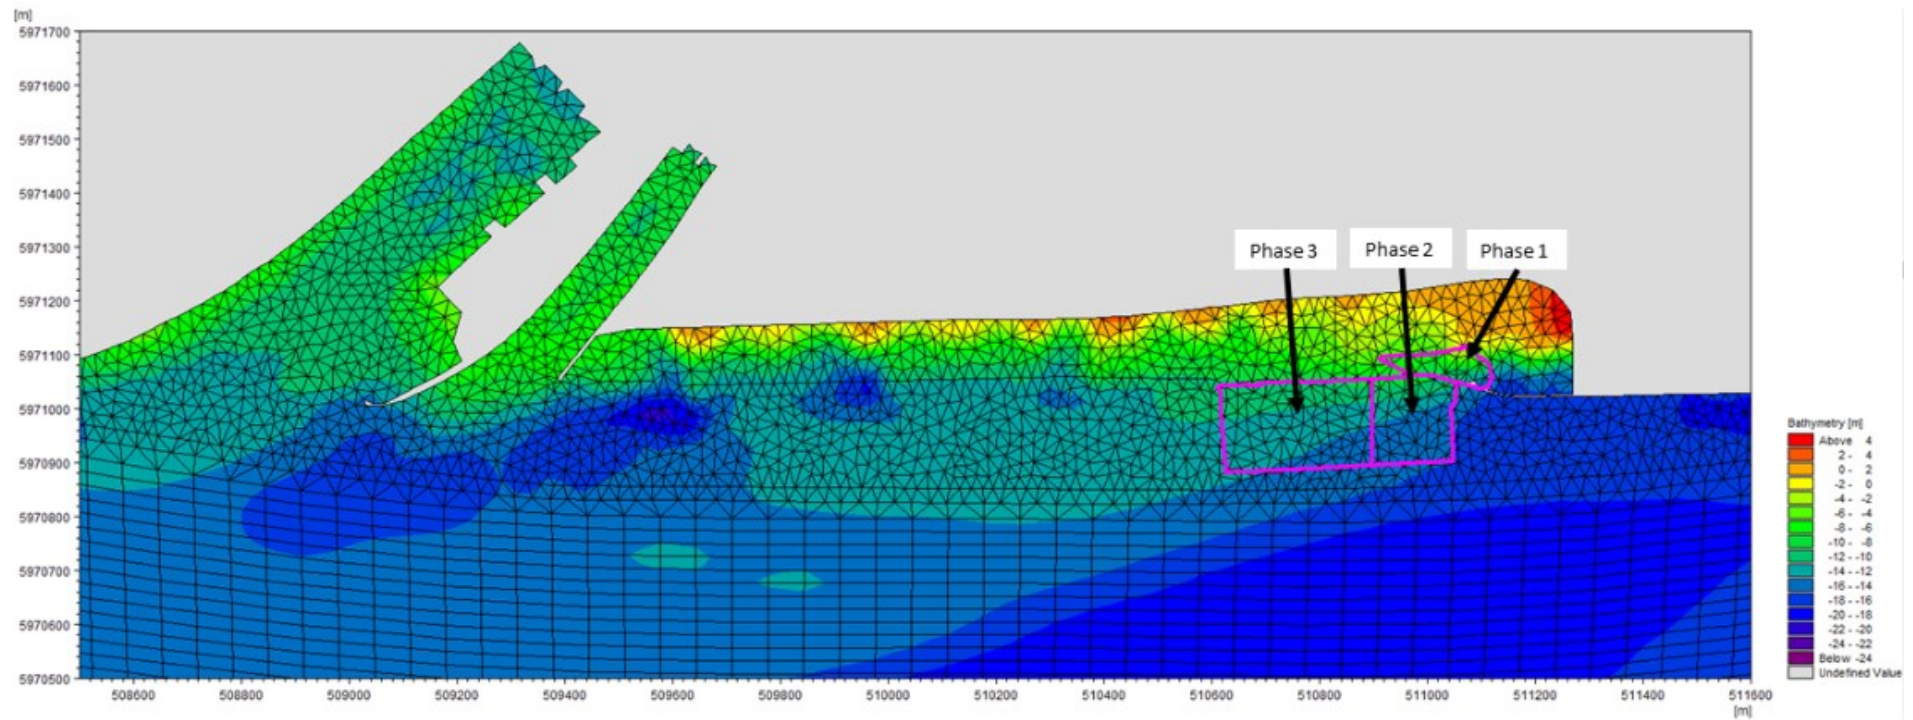 [m]
5971700
5971600
5971500
5971400
5971300
5971200
5971100
5971000
5970900
5970800
5970700
5970600
5970500
Phase 3 Phase 2 Phase 1
Bathymetry [m]
Above 4
2 - 4
0 - 2
-2 - 0
-4 - -2
-6 - -4
-8 - -6
-10 - -8
-12 - -10
-14 - -12
-16 - -14
-18 - -16
-20 - -18
-22 - -20
-24 - -22
Below -24
Undefined Value
508600 508800 509000 509200 509400 509600 509800 510000 510200 510400 510600 510800 511000 511200 511400 511600
[m]